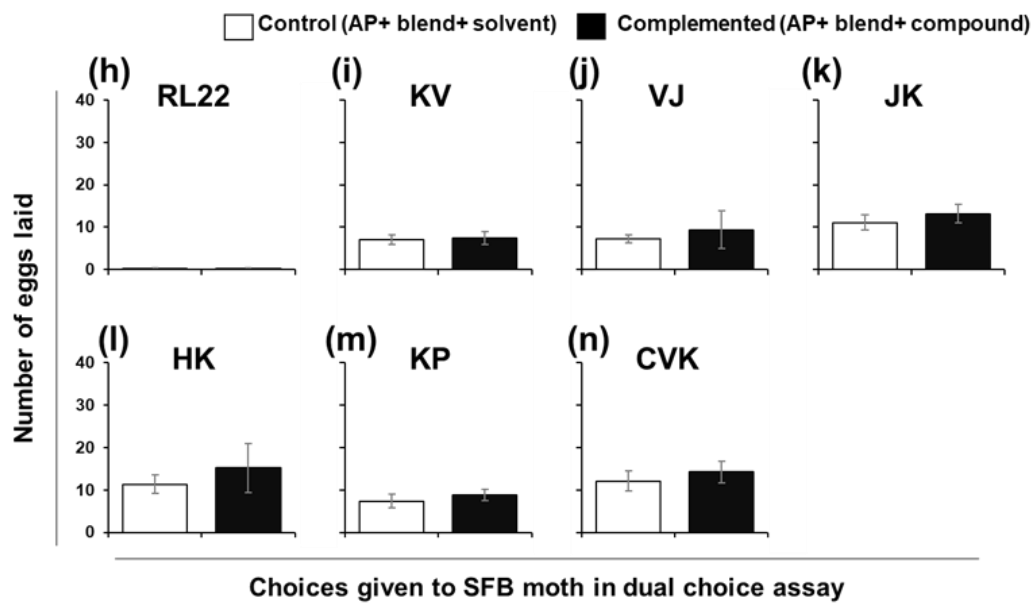 Control (AP+ blend+ solvent) Complemented (AP+ blend+ compound)
(h) (i) (j) (k)
RL22 KV VJ JK
40
30
20
10
0
(l) (m) (n)
HK KP CVK
40
30
20
10
0
Number of eggs laid
Choices given to SFB moth in dual choice assay